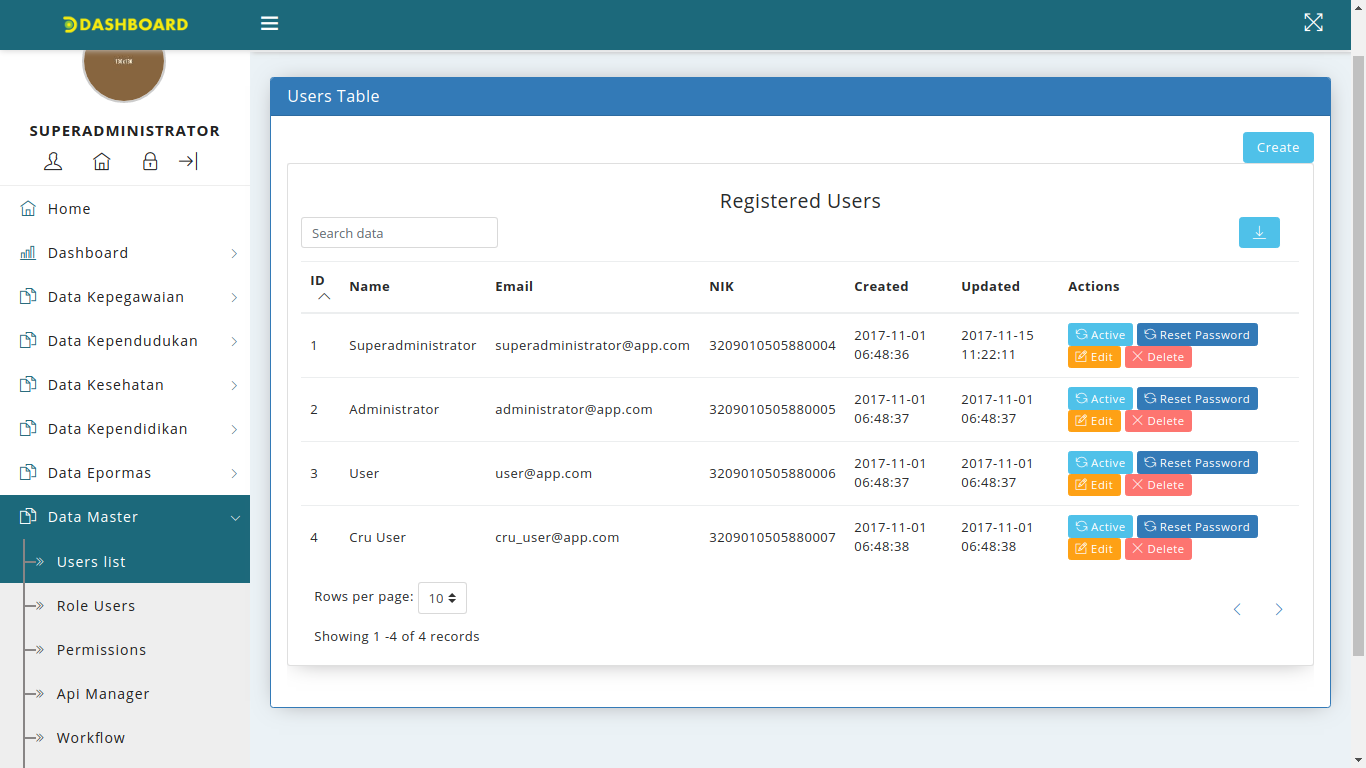 DASHBOARD
SUPERADMINISTRATOR
Home
Dashboard
Data Kepegawaian
Data Kependudukan
Data Kesehatan
Data Kependidikan
Data Epormas
Data Master
Users list
Role Users
Permissions
Api Manager
Workflow
Users Table
Create
Registered Users
Search data
ID Name Email NIK Created Updated Actions
1 Superadministrator superadministrator@app.com 3209010505880004 2017-11-01 06:48:36 2017-11-15 11:22:11 Active Reset Password Edit Delete
2 Administrator administrator@app.com 3209010505880005 2017-11-01 06:48:37 2017-11-01 06:48:37 Active Reset Password Edit Delete
3 User user@app.com 3209010505880006 2017-11-01 06:48:37 2017-11-01 06:48:37 Active Reset Password Edit Delete
4 Cru User cru_user@app.com 3209010505880007 2017-11-01 06:48:38 2017-11-01 06:48:38 Active Reset Password Edit Delete
Rows per page: 10
Showing 1 -4 of 4 records